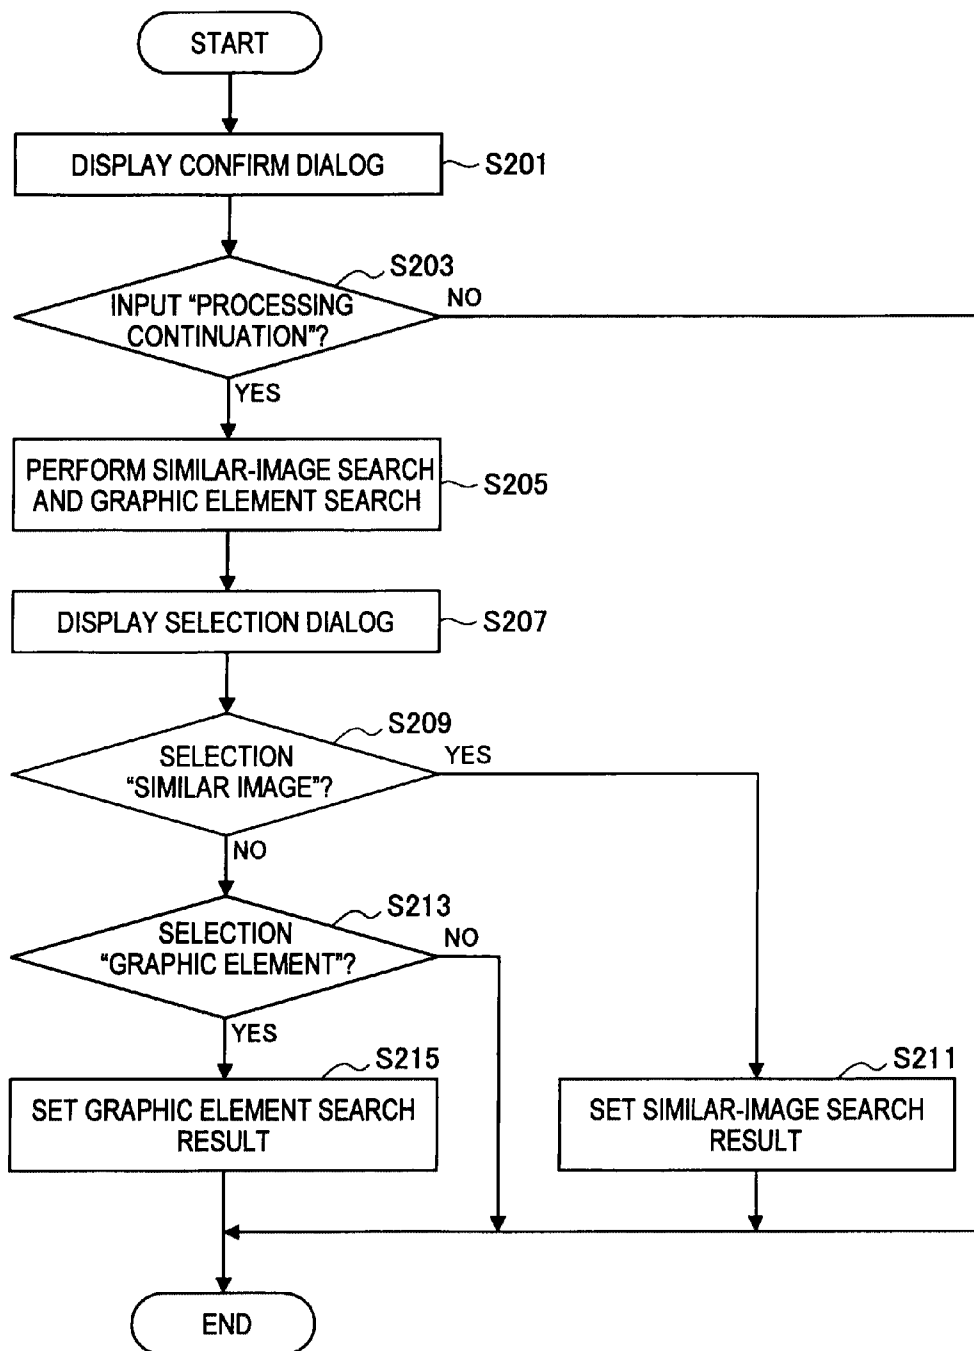 START
DISPLAY CONFIRM DIALOG
S201
S203
INPUT “PROCESSING
CONTINUATION”?
NO
YES
PERFORM SIMILAR-IMAGE SEARCH
AND GRAPHIC ELEMENT SEARCH
S205
DISPLAY SELECTION DIALOG
S207
S209
SELECTION
“SIMILAR IMAGE”?
YES
NO
S213
SELECTION
“GRAPHIC ELEMENT”?
NO
YES
S215
SET GRAPHIC ELEMENT SEARCH
RESULT
S211
SET SIMILAR-IMAGE SEARCH
RESULT
END